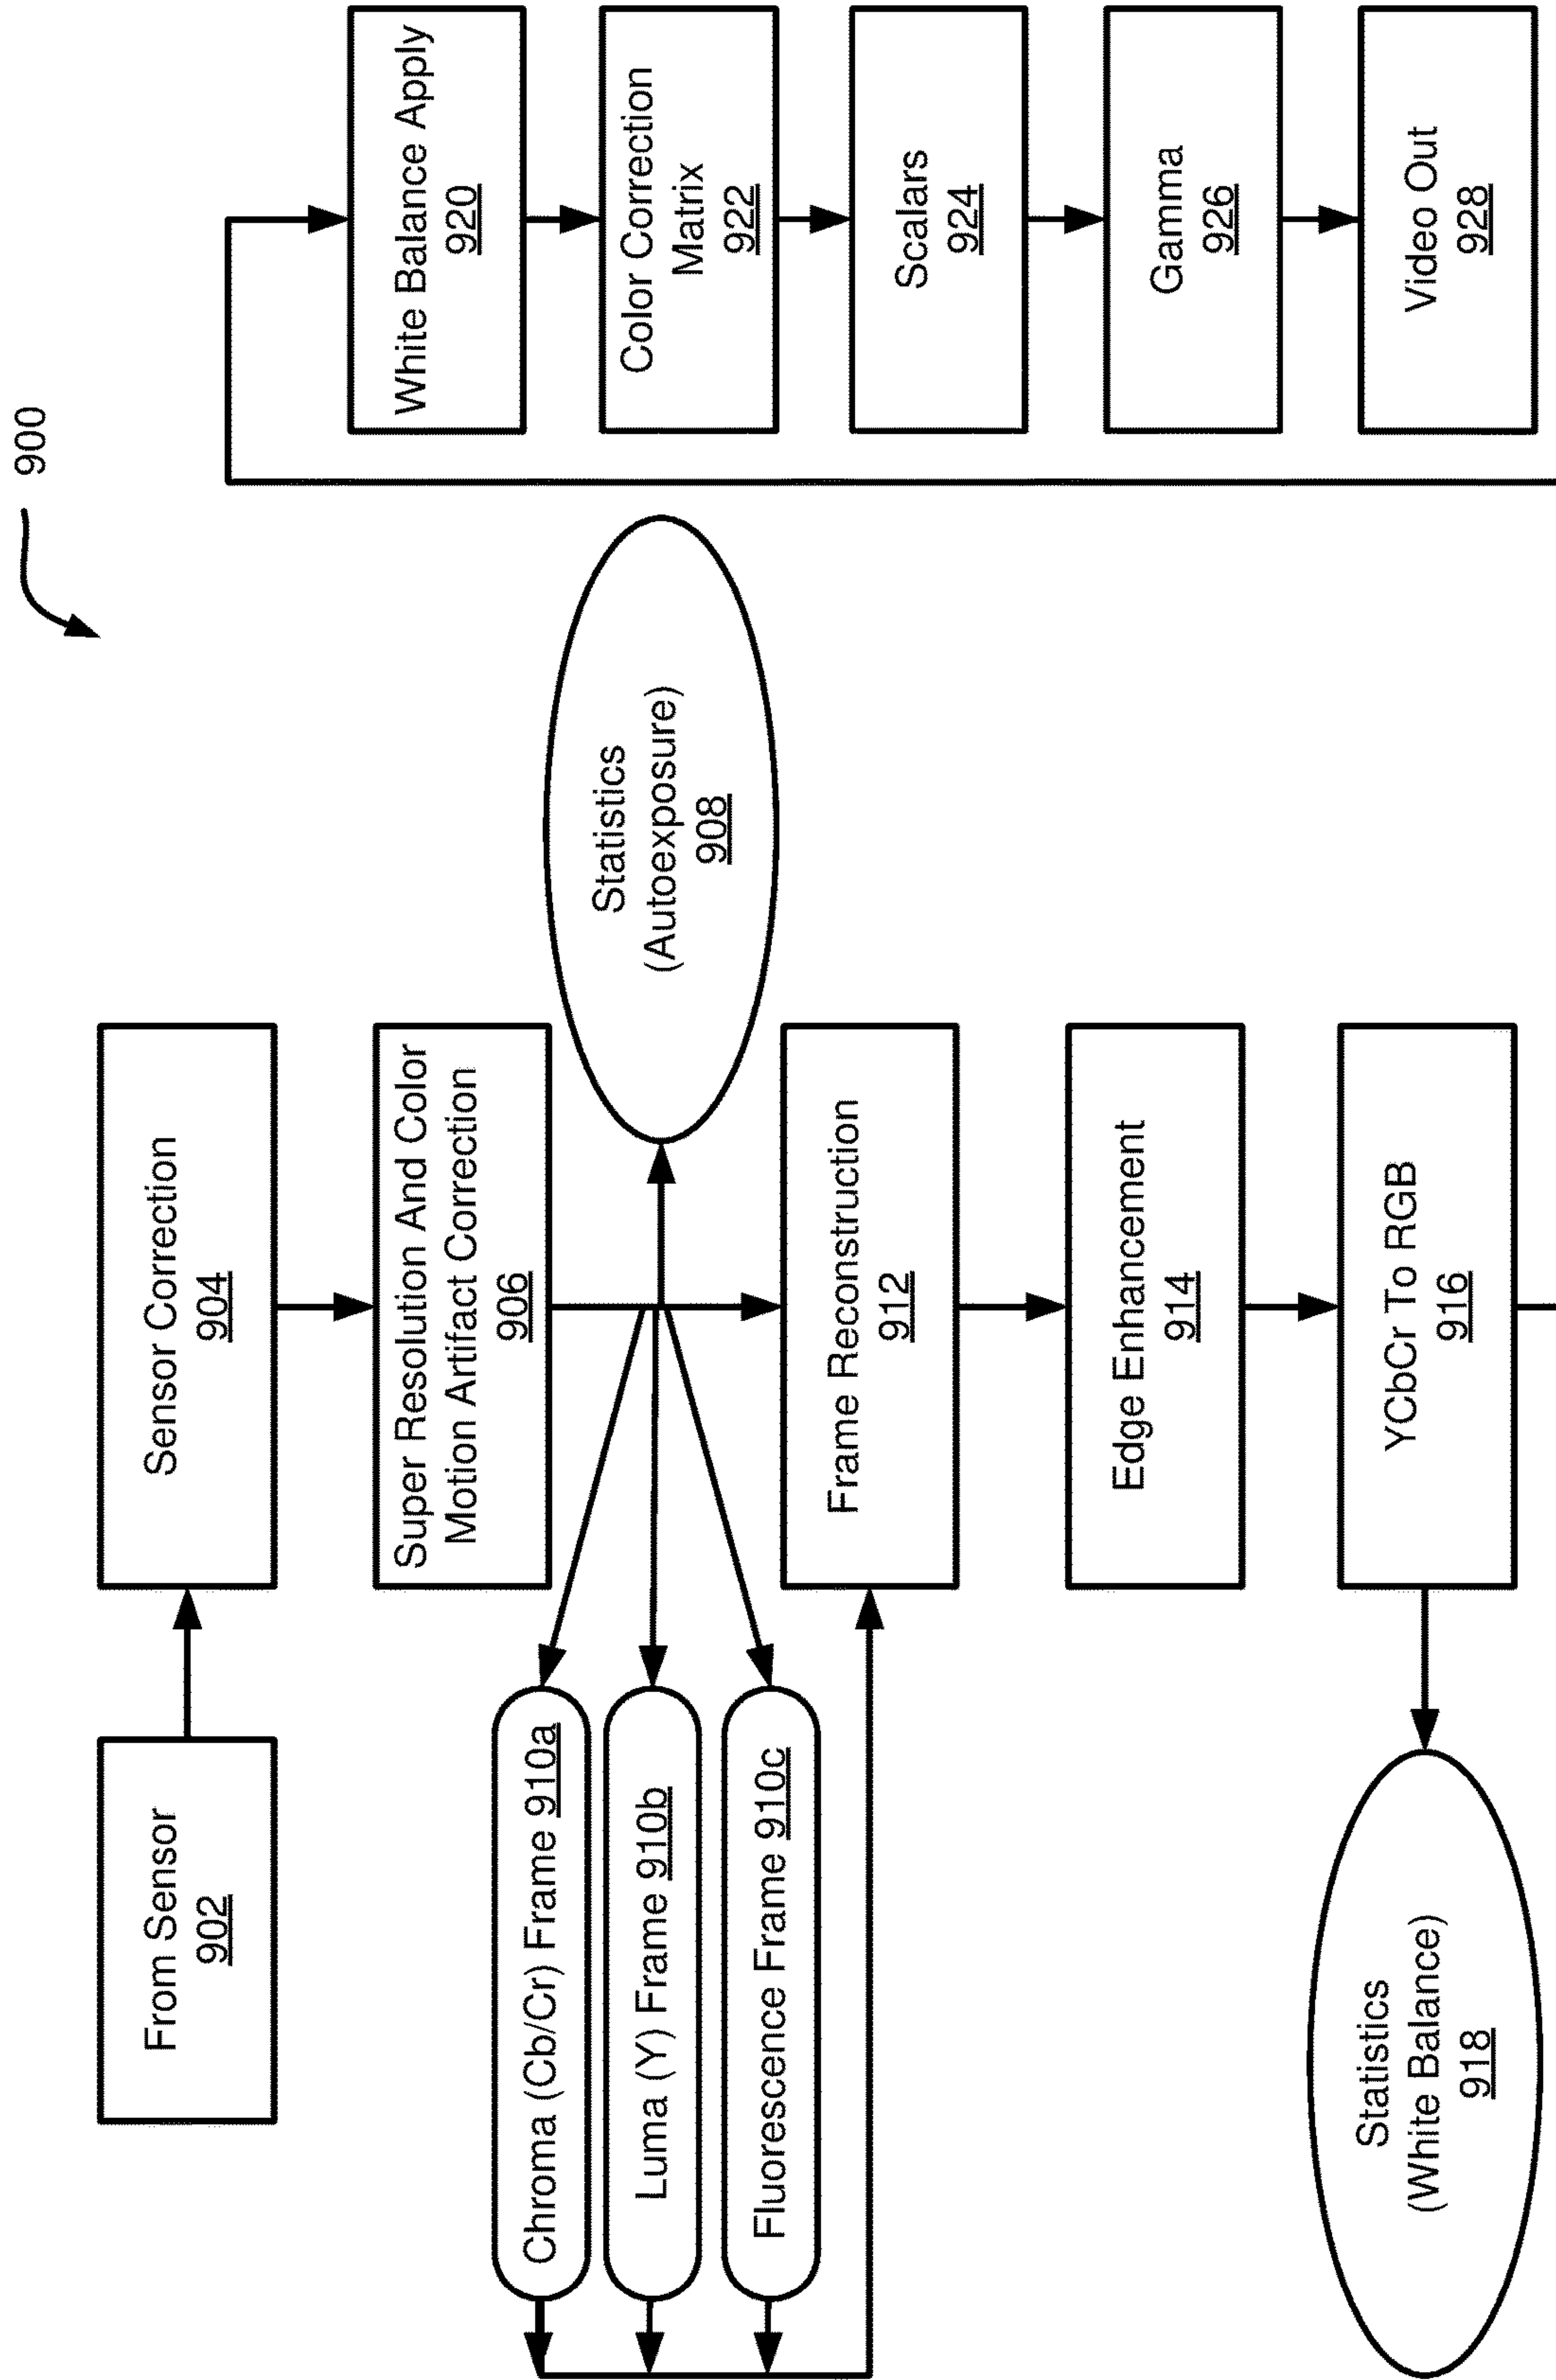 900
From Sensor
902
Sensor Correction
904
Super Resolution And Color
Motion Artifact Correction
906
Statistics
(Autoexposure)
908
Chroma (Cb/Cr) Frame 910a
Luma (Y) Frame 910b
Fluorescence Frame 910c
Frame Reconstruction
912
Edge Enhancement
914
YCbCr To RGB
916
Statistics
(White Balance)
918
White Balance Apply
920
Color Correction
Matrix
922
Scalars
924
Gamma
926
Video Out
928